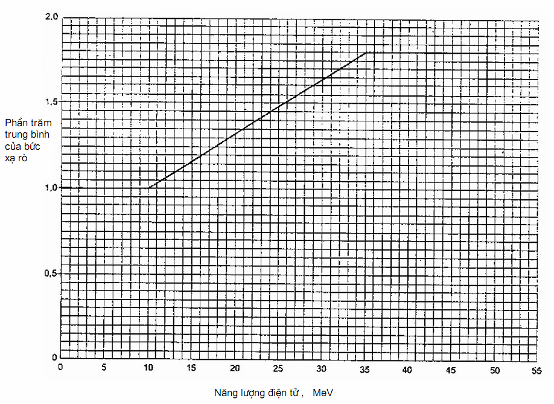 2.0
1.5
Phần trăm
trung bình
của bức
xạ rò
1.0
0.5
0
0 5 10 15 20 25 30 35 40 45 50 55
Năng lượng điện tử , MeV